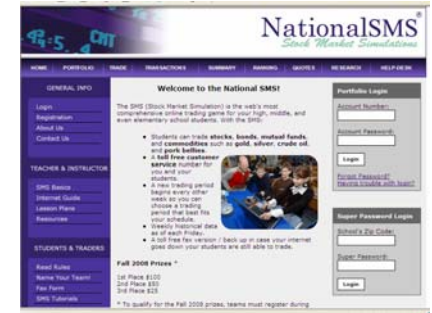 NationalSMS
Stock Market Simulations
HOME PORTFOLIO TRADE TRANSACTIONS SUMMARY RANKING QUOTES RESEARCH HELP-DESK
GENERAL INFO
Login
Registration
About Us
Contact Us
TEACHER & INSTRUCTOR
SMS Basics
Internet Guide
Lesson Plans
Resources
STUDENTS & TRADERS
Read Rules
Name Your Team!
Fax Form
SMS Tutorials
Welcome to the National SMS!
The SMS (Stock Market Simulation) is the web's most
comprehensive online trading game for your high, middle, and
even elementary school students. With the SMS:
Students can trade stocks, bonds, mutual funds,
and commodities such as gold, silver, crude oil,
and pork bellies.
A toll free customer
service number for
you and your
students.
A new trading period
begins every other
week so you can
choose a trading
period that best fits
your schedule.
Weekly historical data
as of each Friday.
A toll free fax version / back up in case your internet
goes down your students are still able to trade.
Fall 2008 Prizes *
1st Place $100
2nd Place $50
3rd Place $25
* To qualify for the Fall 2008 prizes, teams must register during
Portfolio Login
Account Number:
Account Password:
Login
Forgot Password?
Having trouble with login?
Super Password Login
School's Zip Code:
Super Password:
Login